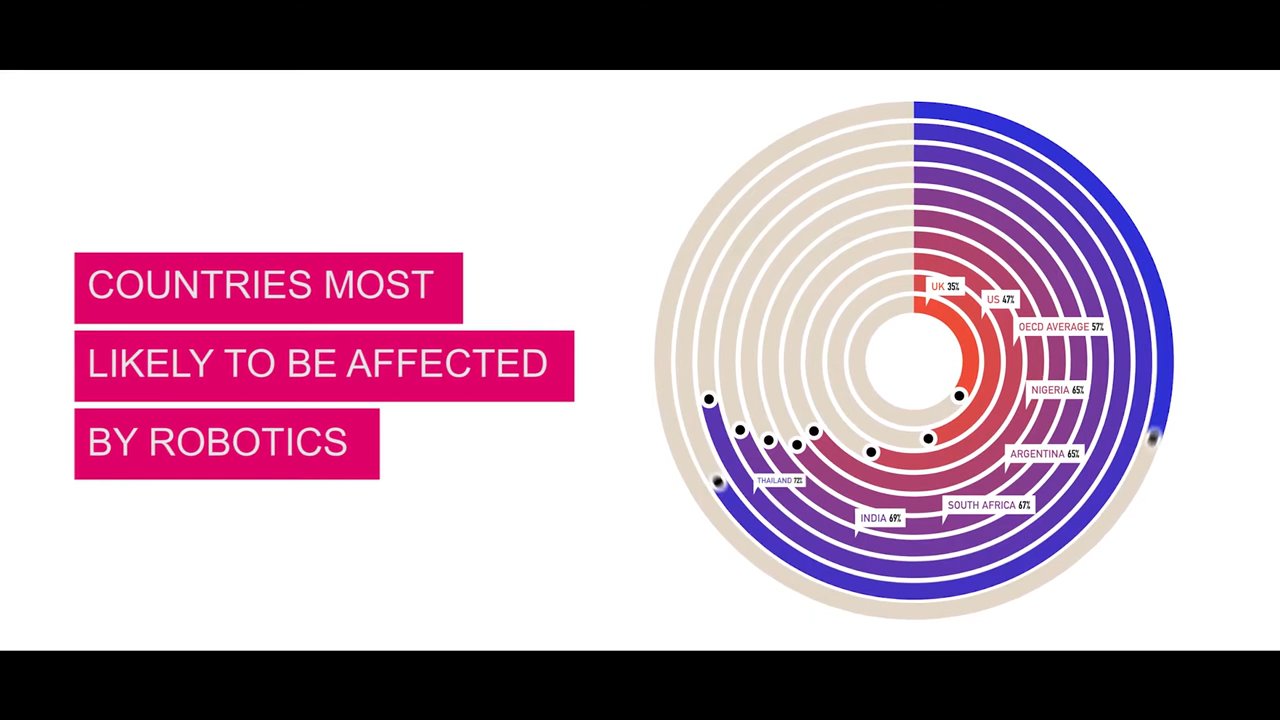 COUNTRIES MOST
LIKELY TO BE AFFECTED
BY ROBOTICS
UK 35%
US 47%
OECD AVERAGE 57%
NIGERIA 65%
ARGENTINA 65%
SOUTH AFRICA 67%
INDIA 69%
THAILAND 72%